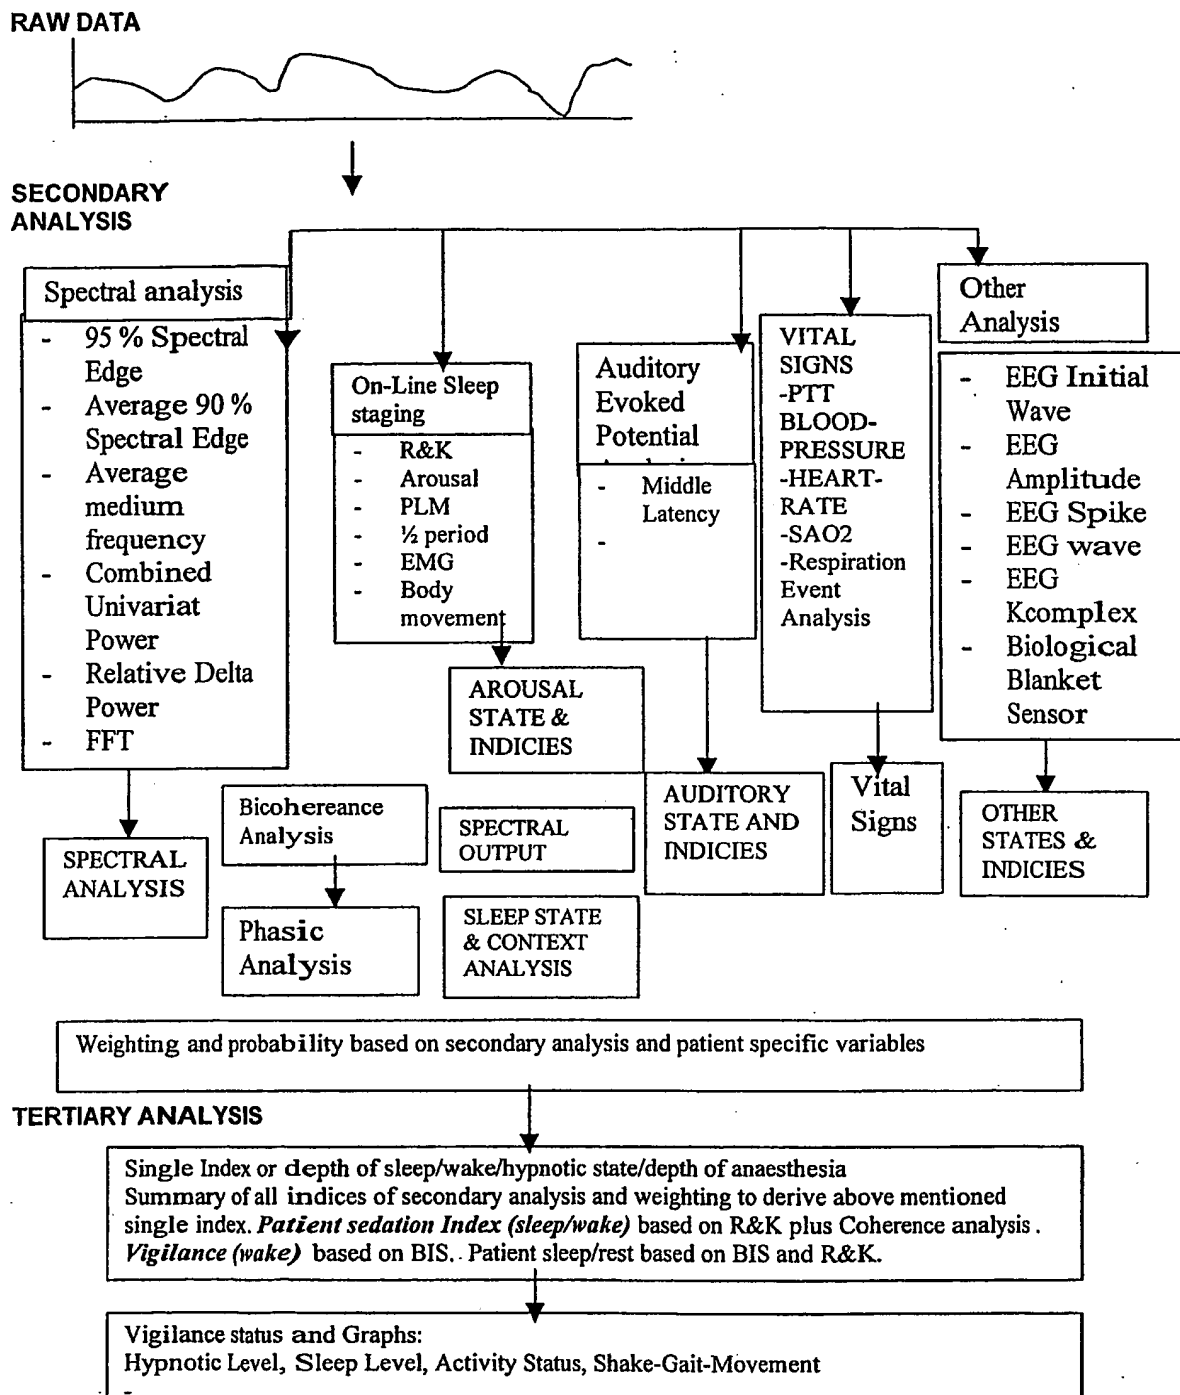 RAW DATA
SECONDARY
ANALYSIS
Spectral analysis
- 95 % Spectral
Edge
- Average 90 %
Spectral Edge
- Average
medium
frequency
- Combined
Univariat
Power
- Relative Delta
Power
- FFT
On-Line Sleep
staging
- R&K
- Arousal
- PLM
- ½ period
- EMG
- Body
movement
Auditory
Evoked
Potential
- Middle
Latency
-
VITAL
SIGNS
-PTT
BLOOD-
PRESSURE
-HEART-
RATE
-SAO2
-Respiration
Event
Analysis
Other
Analysis
- EEG Initial
Wave
- EEG
Amplitude
- EEG Spike
- EEG wave
- EEG
Kcomplex
- Biological
Blanket
Sensor
SPECTRAL
ANALYSIS
Bicohereance
Analysis
Phasic
Analysis
AROUSAL
STATE &
INDICIES
SPECTRAL
OUTPUT
SLEEP STATE
& CONTEXT
ANALYSIS
AUDITORY
STATE AND
INDICIES
Vital
Signs
OTHER
STATES &
INDICIES
Weighting and probability based on secondary analysis and patient specific variables
TERTIARY ANALYSIS
Single Index or depth of sleep/wake/hypnotic state/depth of anaesthesia
Summary of all indices of secondary analysis and weighting to derive above mentioned
single index. Patient sedation Index (sleep/wake) based on R&K plus Coherence analysis.
Vigilance (wake) based on BIS. Patient sleep/rest based on BIS and R&K.
Vigilance status and Graphs:
Hypnotic Level, Sleep Level, Activity Status, Shake-Gait-Movement
-